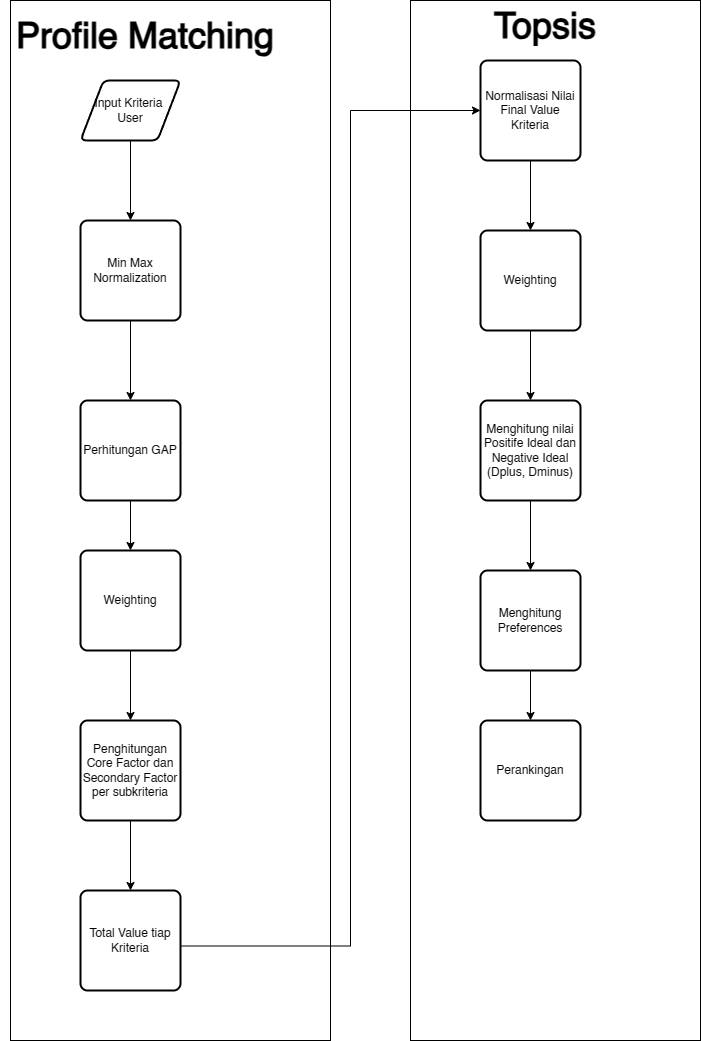 Profile Matching
Input Kriteria
User
Min Max
Normalization
Perhitungan GAP
Weighting
Penghitungan
Core Factor dan
Secondary Factor
per subkriteria
Total Value tiap
Kriteria
Topsis
Normalisasi Nilai
Final Value
Kriteria
Weighting
Menghitung nilai
Positife Ideal dan
Negative Ideal
(Dplus, Dminus)
Menghitung
Preferences
Perankingan